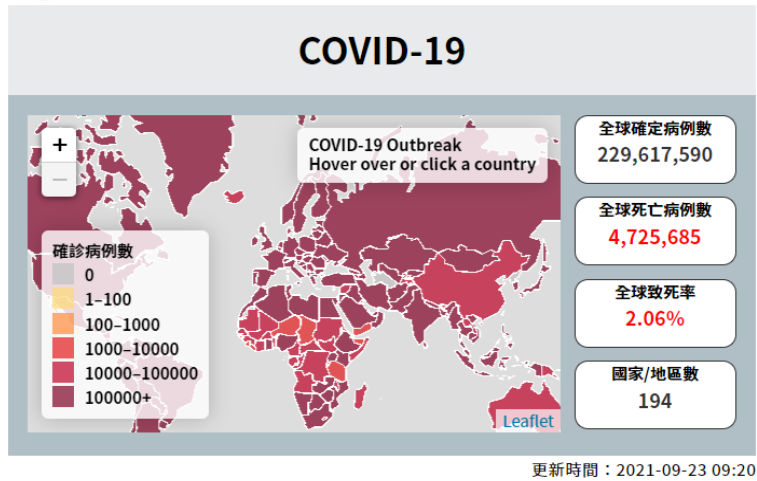 COVID-19
+
−
COVID-19 Outbreak
Hover over or click a country
確診病例數
0
1–100
100–1000
1000–10000
10000–100000
100000+
Leaflet
全球確定病例數
229,617,590
全球死亡病例數
4,725,685
全球致死率
2.06%
國家/地區數
194
更新時間：2021-09-23 09:20